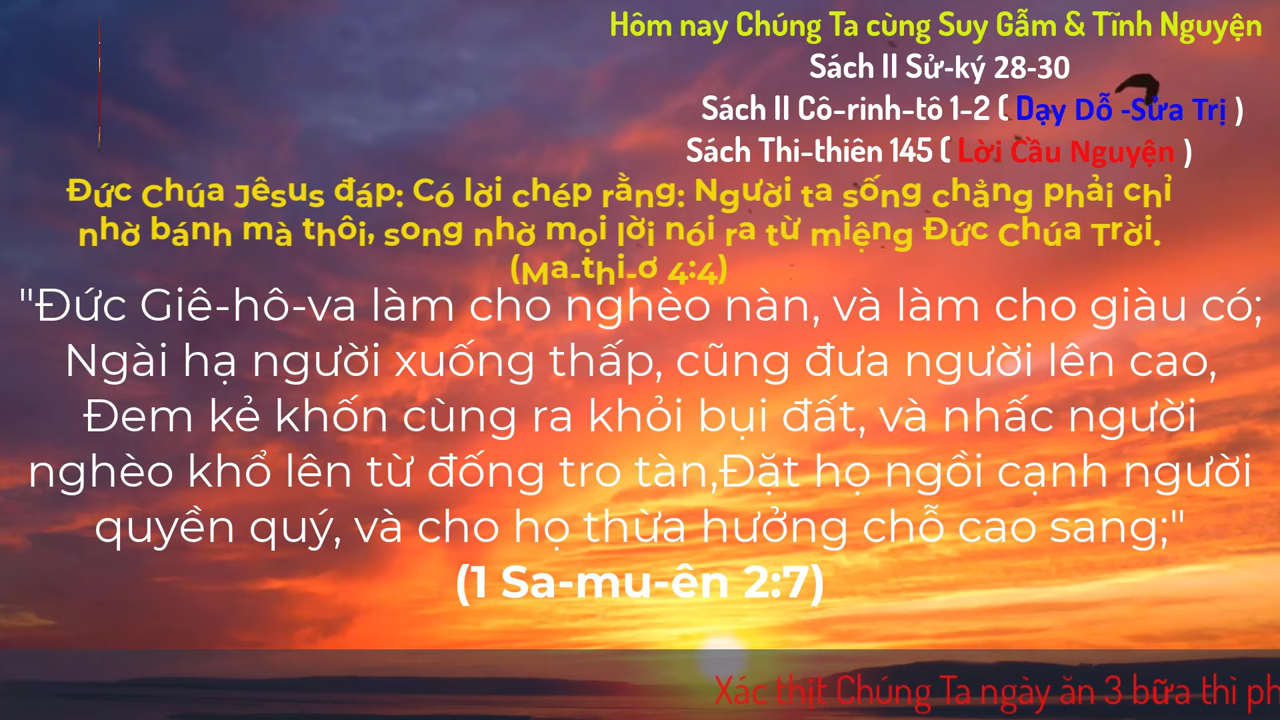 Hôm nay Chúng Ta cùng Suy Gẫm & Tĩnh Nguyện
Sách II Sử-ký 28-30
Sách II Cô-rinh-tô 1-2 ( Dạy Dỗ -Sửa Trị )
Sách Thi-thiên 145 ( Lời Cầu Nguyện )
Đức Chúa Jêsus đáp: Có lời chép rằng: Người ta sống chẳng phải chỉ
nhờ bánh mà thôi, song nhờ mọi lời nói ra từ miệng Đức Chúa Trời.
(Ma-thi-ơ 4:4)
"Đức Giê-hô-va làm cho nghèo nàn, và làm cho giàu có;
Ngài hạ người xuống thấp, cũng đưa người lên cao,
Đem kẻ khốn cùng ra khỏi bụi đất, và nhấc người
nghèo khổ lên từ đống tro tàn,Đặt họ ngồi cạnh người
quyền quý, và cho họ thừa hưởng chỗ cao sang;"
(1 Sa-mu-ên 2:7)
Xác thịt Chúng Ta ngày ăn 3 bữa thì ph